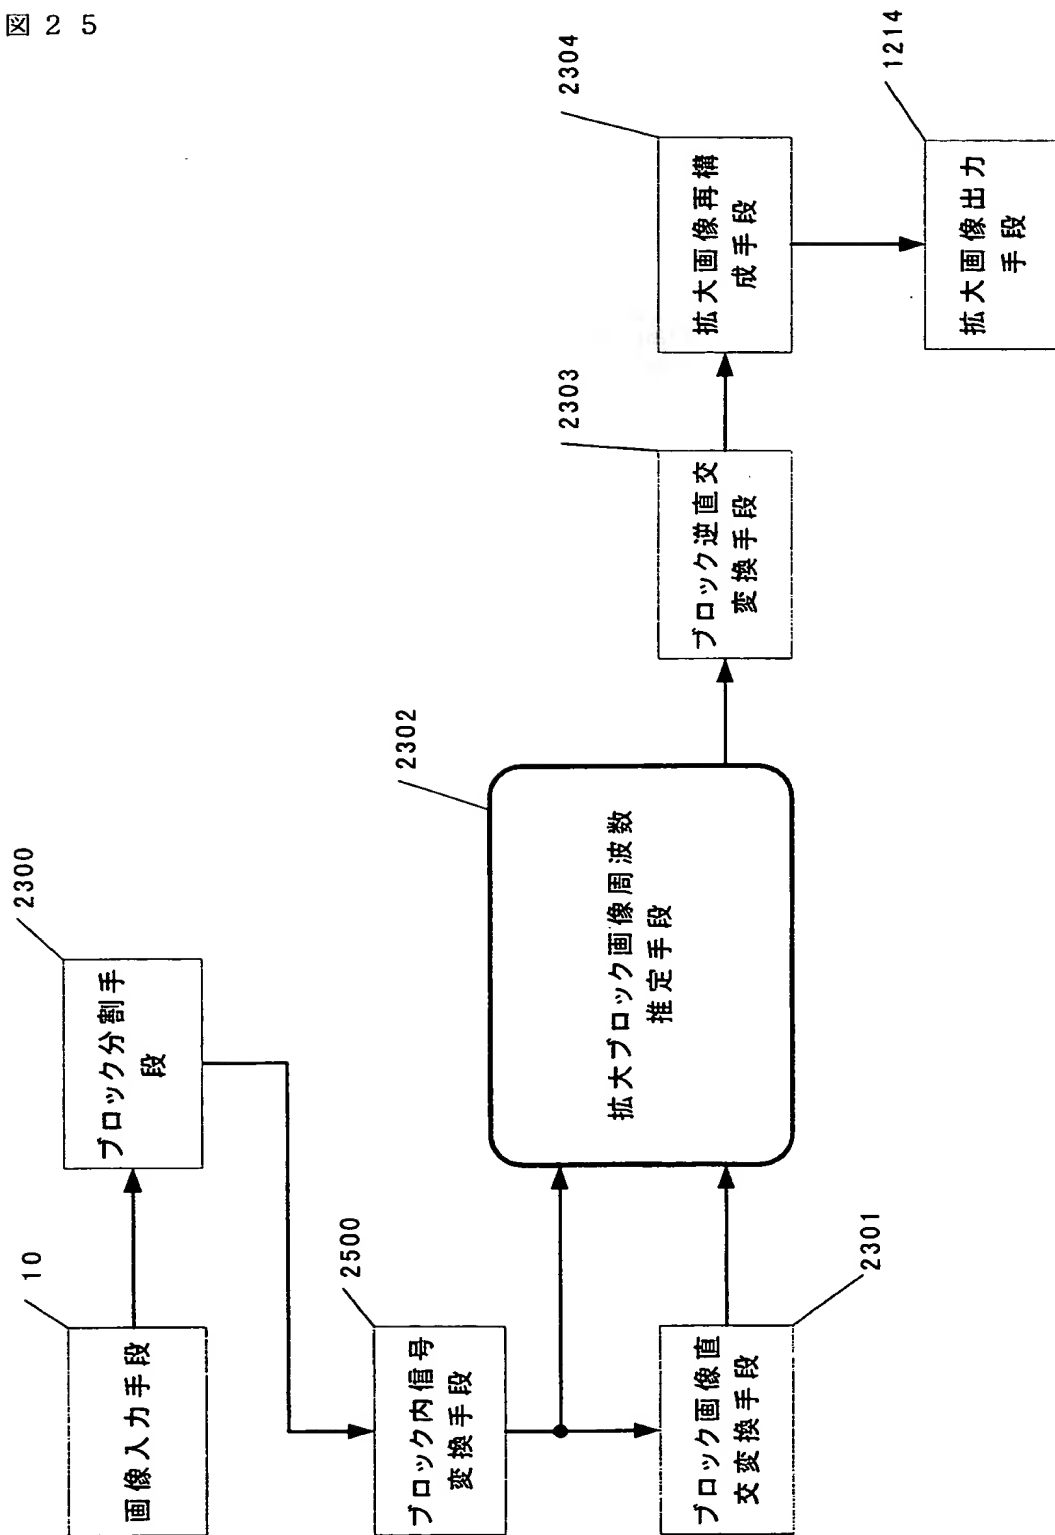 図２５
10
画像入力手段
2300
ブロック分割手
段
2500
ブロック内信号
変換手段
2301
ブロック画像直
交変換手段
2302
拡大ブロック画像周波数
推定手段
2303
ブロック逆直交
変換手段
2304
拡大画像再構
成手段
1214
拡大画像出力
手段